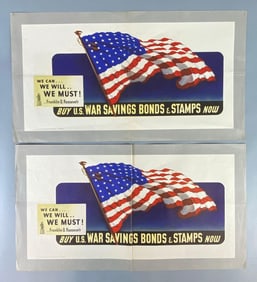 WE CAN...
WE WILL..
WE MUST!
..Franklin D. Roosevelt
BUY U.S. WAR SAVINGS BONDS & STAMPS NOW
WE CAN...
WE WILL..
WE MUST!
..Franklin D. Roosevelt
BUY U.S. WAR SAVINGS BONDS & STAMPS NOW